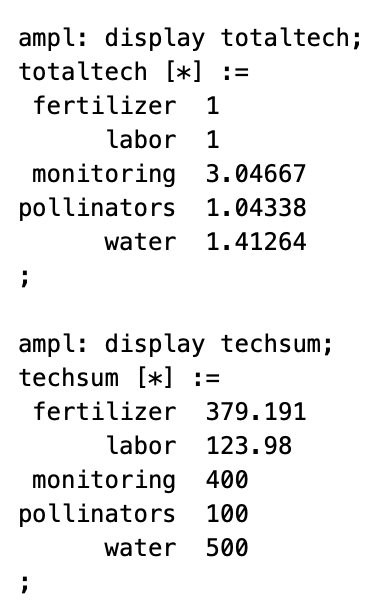 ampl: display totaltech;
totaltech [*] :=
 fertilizer  1
      labor  1
 monitoring  3.04667
pollinators  1.04338
      water  1.41264
;

ampl: display techsum;
techsum [*] :=
 fertilizer  379.191
      labor  123.98
 monitoring  400
pollinators  100
      water  500
;